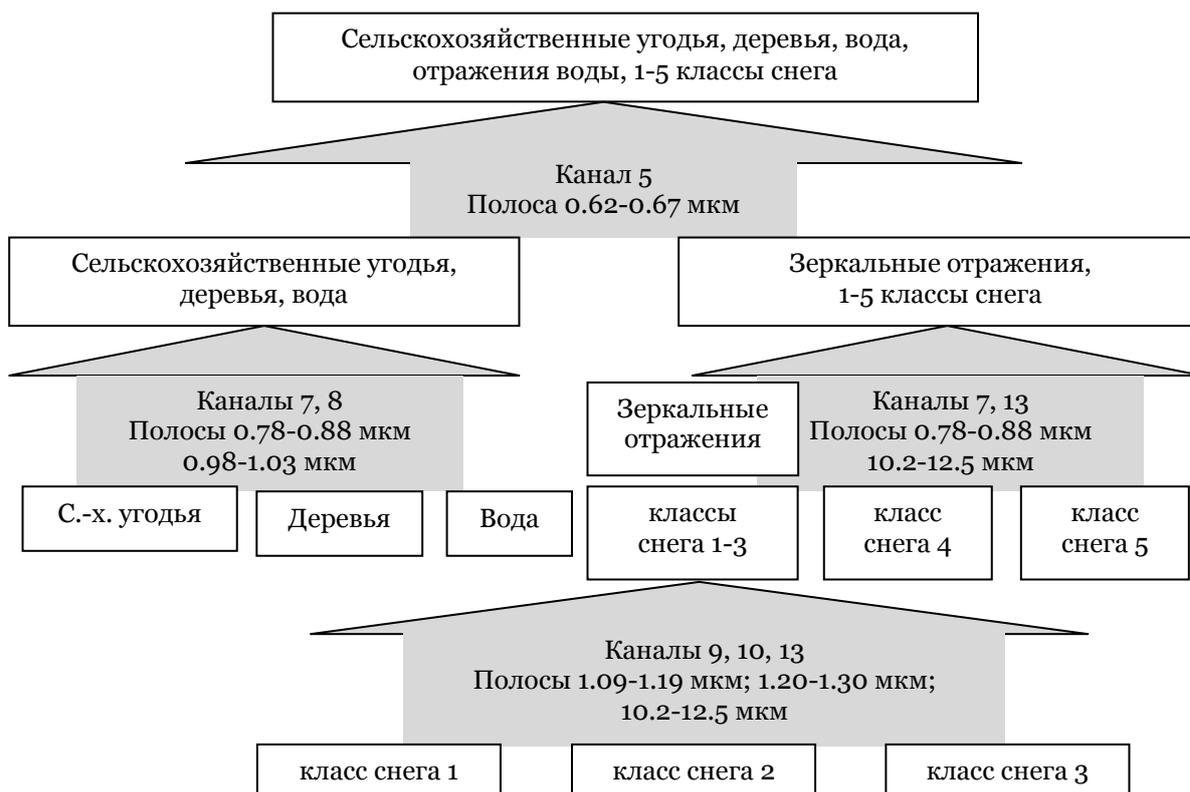 Сельскохозяйственные угодья, деревья, вода,
отражения воды, 1-5 классы снега
Канал 5
Полоса 0.62-0.67 мкм
Сельскохозяйственные угодья,
деревья, вода
Зеркальные отражения,
1-5 классы снега
Каналы 7, 8
Полосы 0.78-0.88 мкм
0.98-1.03 мкм
Зеркальные
отражения
Каналы 7, 13
Полосы 0.78-0.88 мкм
10.2-12.5 мкм
С.-х. угодья
Деревья
Вода
классы
снега 1-3
класс
снега 4
класс
снега 5
Каналы 9, 10, 13
Полосы 1.09-1.19 мкм; 1.20-1.30 мкм;
10.2-12.5 мкм
класс снега 1
класс снега 2
класс снега 3